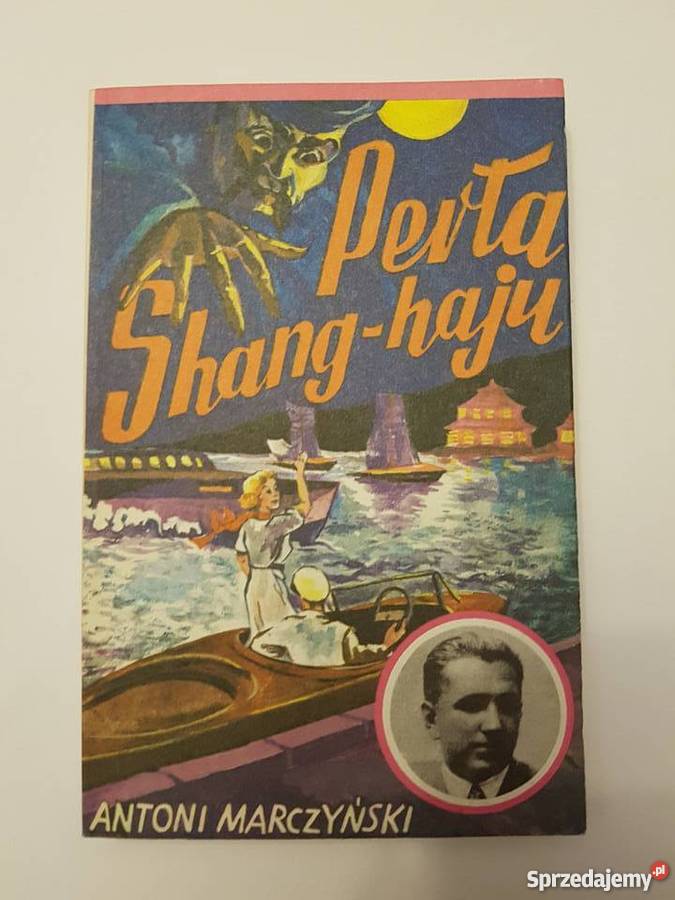 Perła
Shang-haju
ANTONI MARCZYŃSKI
Sprzedajemy.pl